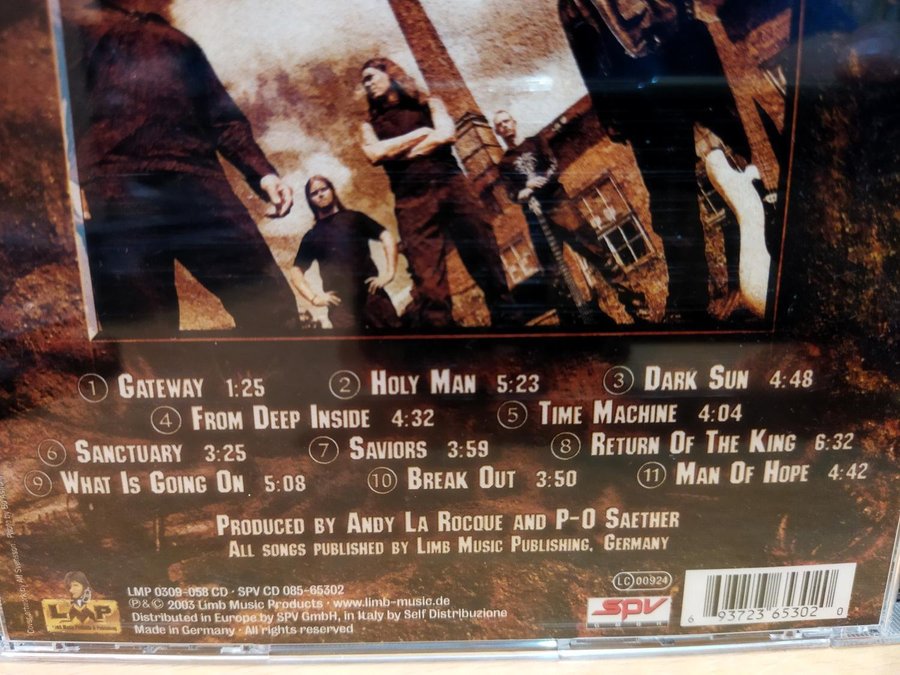 1 Gateway 1:25 2 Holy Man 5:23 3 Dark Sun 4:48
4 From Deep Inside 4:32 5 Time Machine 4:04
6 Sanctuary 3:25 7 Saviors 3:59 8 Return Of The King 6:32
9 What Is Going On 5:08 10 Break Out 3:50 11 Man Of Hope 4:42
Produced by Andy La Rocque and P-O Saether
All songs published by Limb Music Publishing, Germany
LMP 0309-058 CD · SPV CD 085-65302
℗&© 2003 Limb Music Products · www.limb-music.de
Distributed in Europe by SPV GmbH, in Italy by Self Distribuzione
Made in Germany · All rights reserved
LMP
LC 00924
SPV
6 93723 65302 0